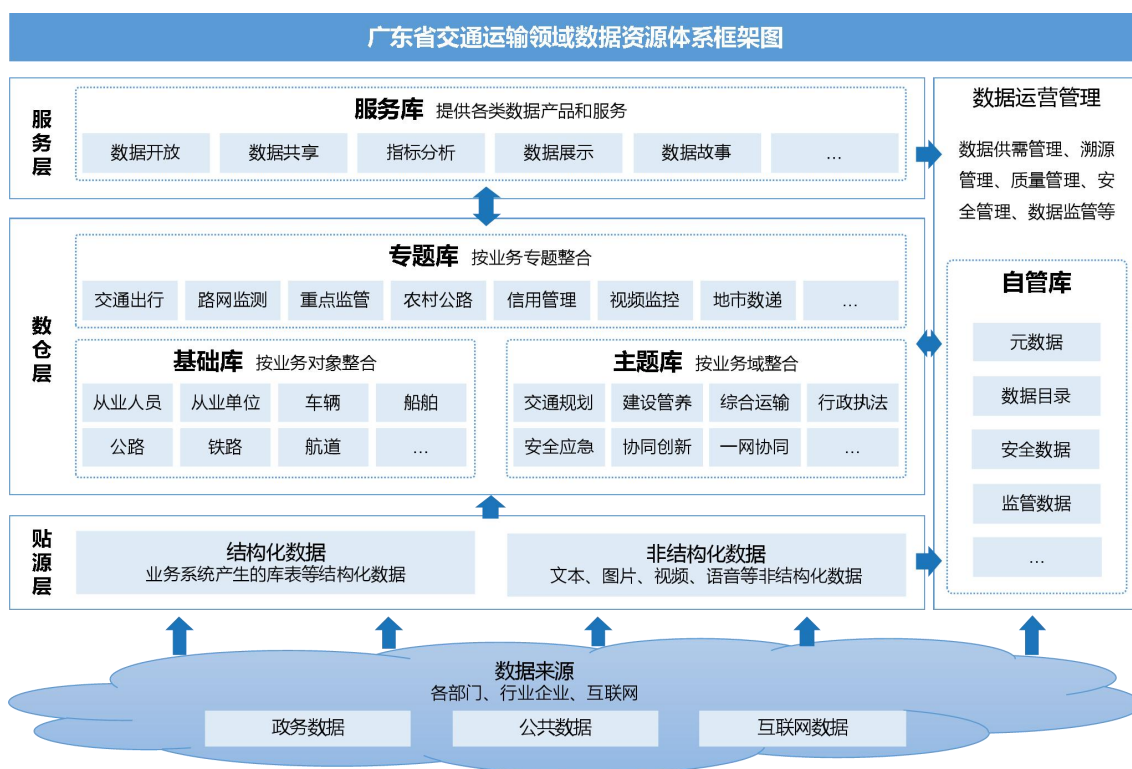 广东省交通运输领域数据资源体系框架图
服务层
服务库 提供各类数据产品和服务
数据开放 数据共享 指标分析 数据展示 数据故事 …
数仓层
专题库 按业务专题整合
交通出行 路网监测 重点监管 农村公路 信用管理 视频监控 地市数递 …
基础库 按业务对象整合
从业人员 从业单位 车辆 船舶
公路 铁路 航道 …
主题库 按业务域整合
交通规划 建设管养 综合运输 行政执法
安全应急 协同创新 一网协同 …
贴源层
结构化数据
业务系统产生的库表等结构化数据
非结构化数据
文本、图片、视频、语音等非结构化数据
数据运营管理
数据供需管理、溯源
管理、质量管理、安
全管理、数据监管等
自管库
元数据
数据目录
安全数据
监管数据
…
数据来源
各部门、行业企业、互联网
政务数据 公共数据 互联网数据